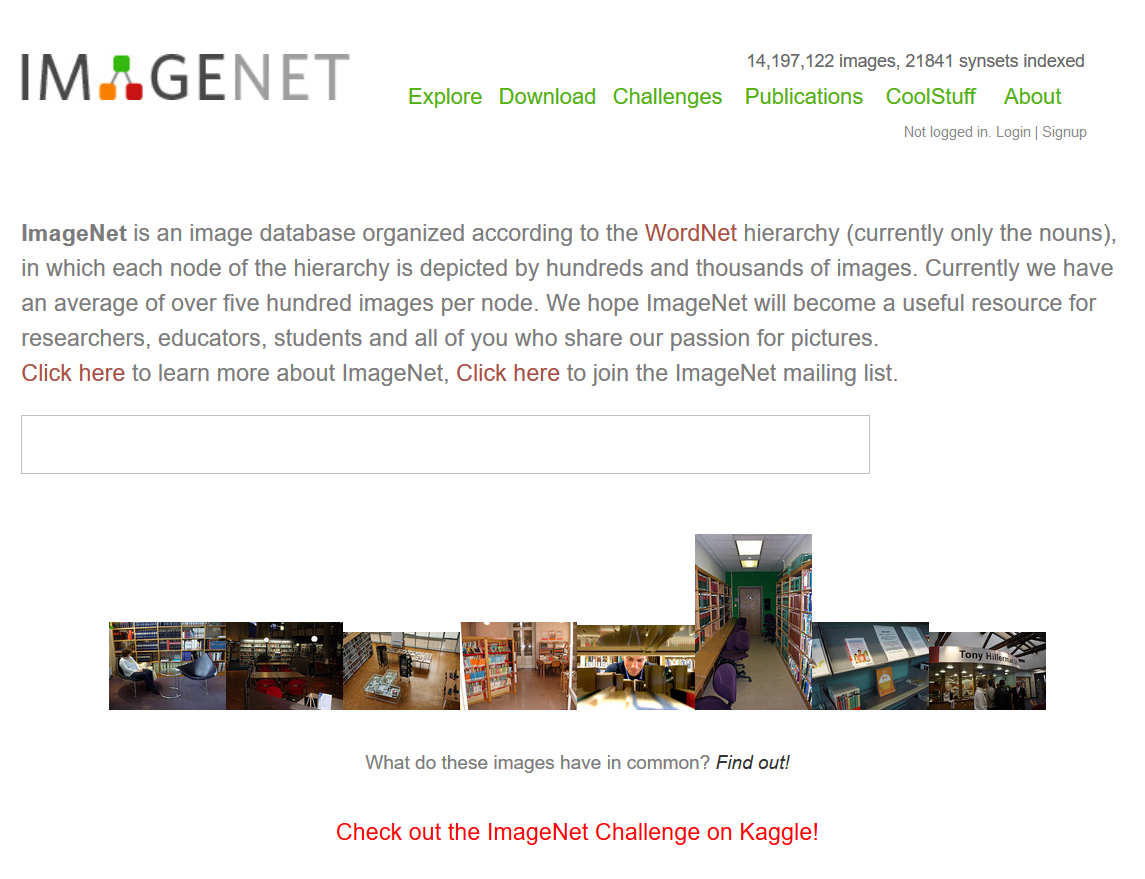 IMAGENET
14,197,122 images, 21841 synsets indexed
Explore Download Challenges Publications CoolStuff About
Not logged in. Login | Signup
ImageNet is an image database organized according to the WordNet hierarchy (currently only the nouns),
in which each node of the hierarchy is depicted by hundreds and thousands of images. Currently we have
an average of over five hundred images per node. We hope ImageNet will become a useful resource for
researchers, educators, students and all of you who share our passion for pictures.
Click here to learn more about ImageNet, Click here to join the ImageNet mailing list.
Tony
What do these images have in common? Find out!
Check out the ImageNet Challenge on Kaggle!